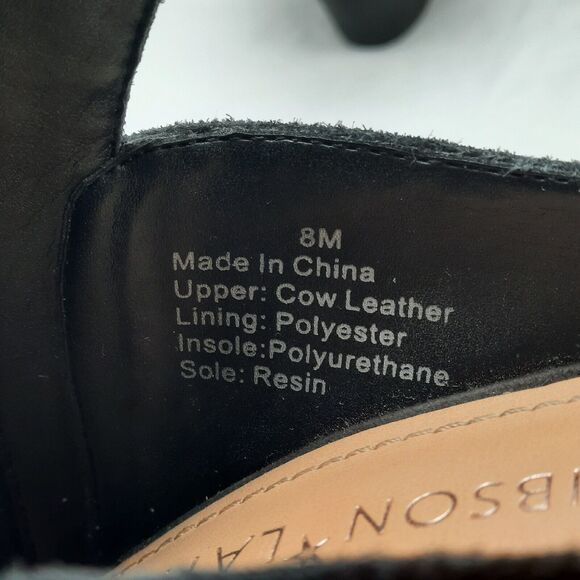 8M
Made In China
Upper: Cow Leather
Lining: Polyester
Insole:Polyurethane
Sole: Resin